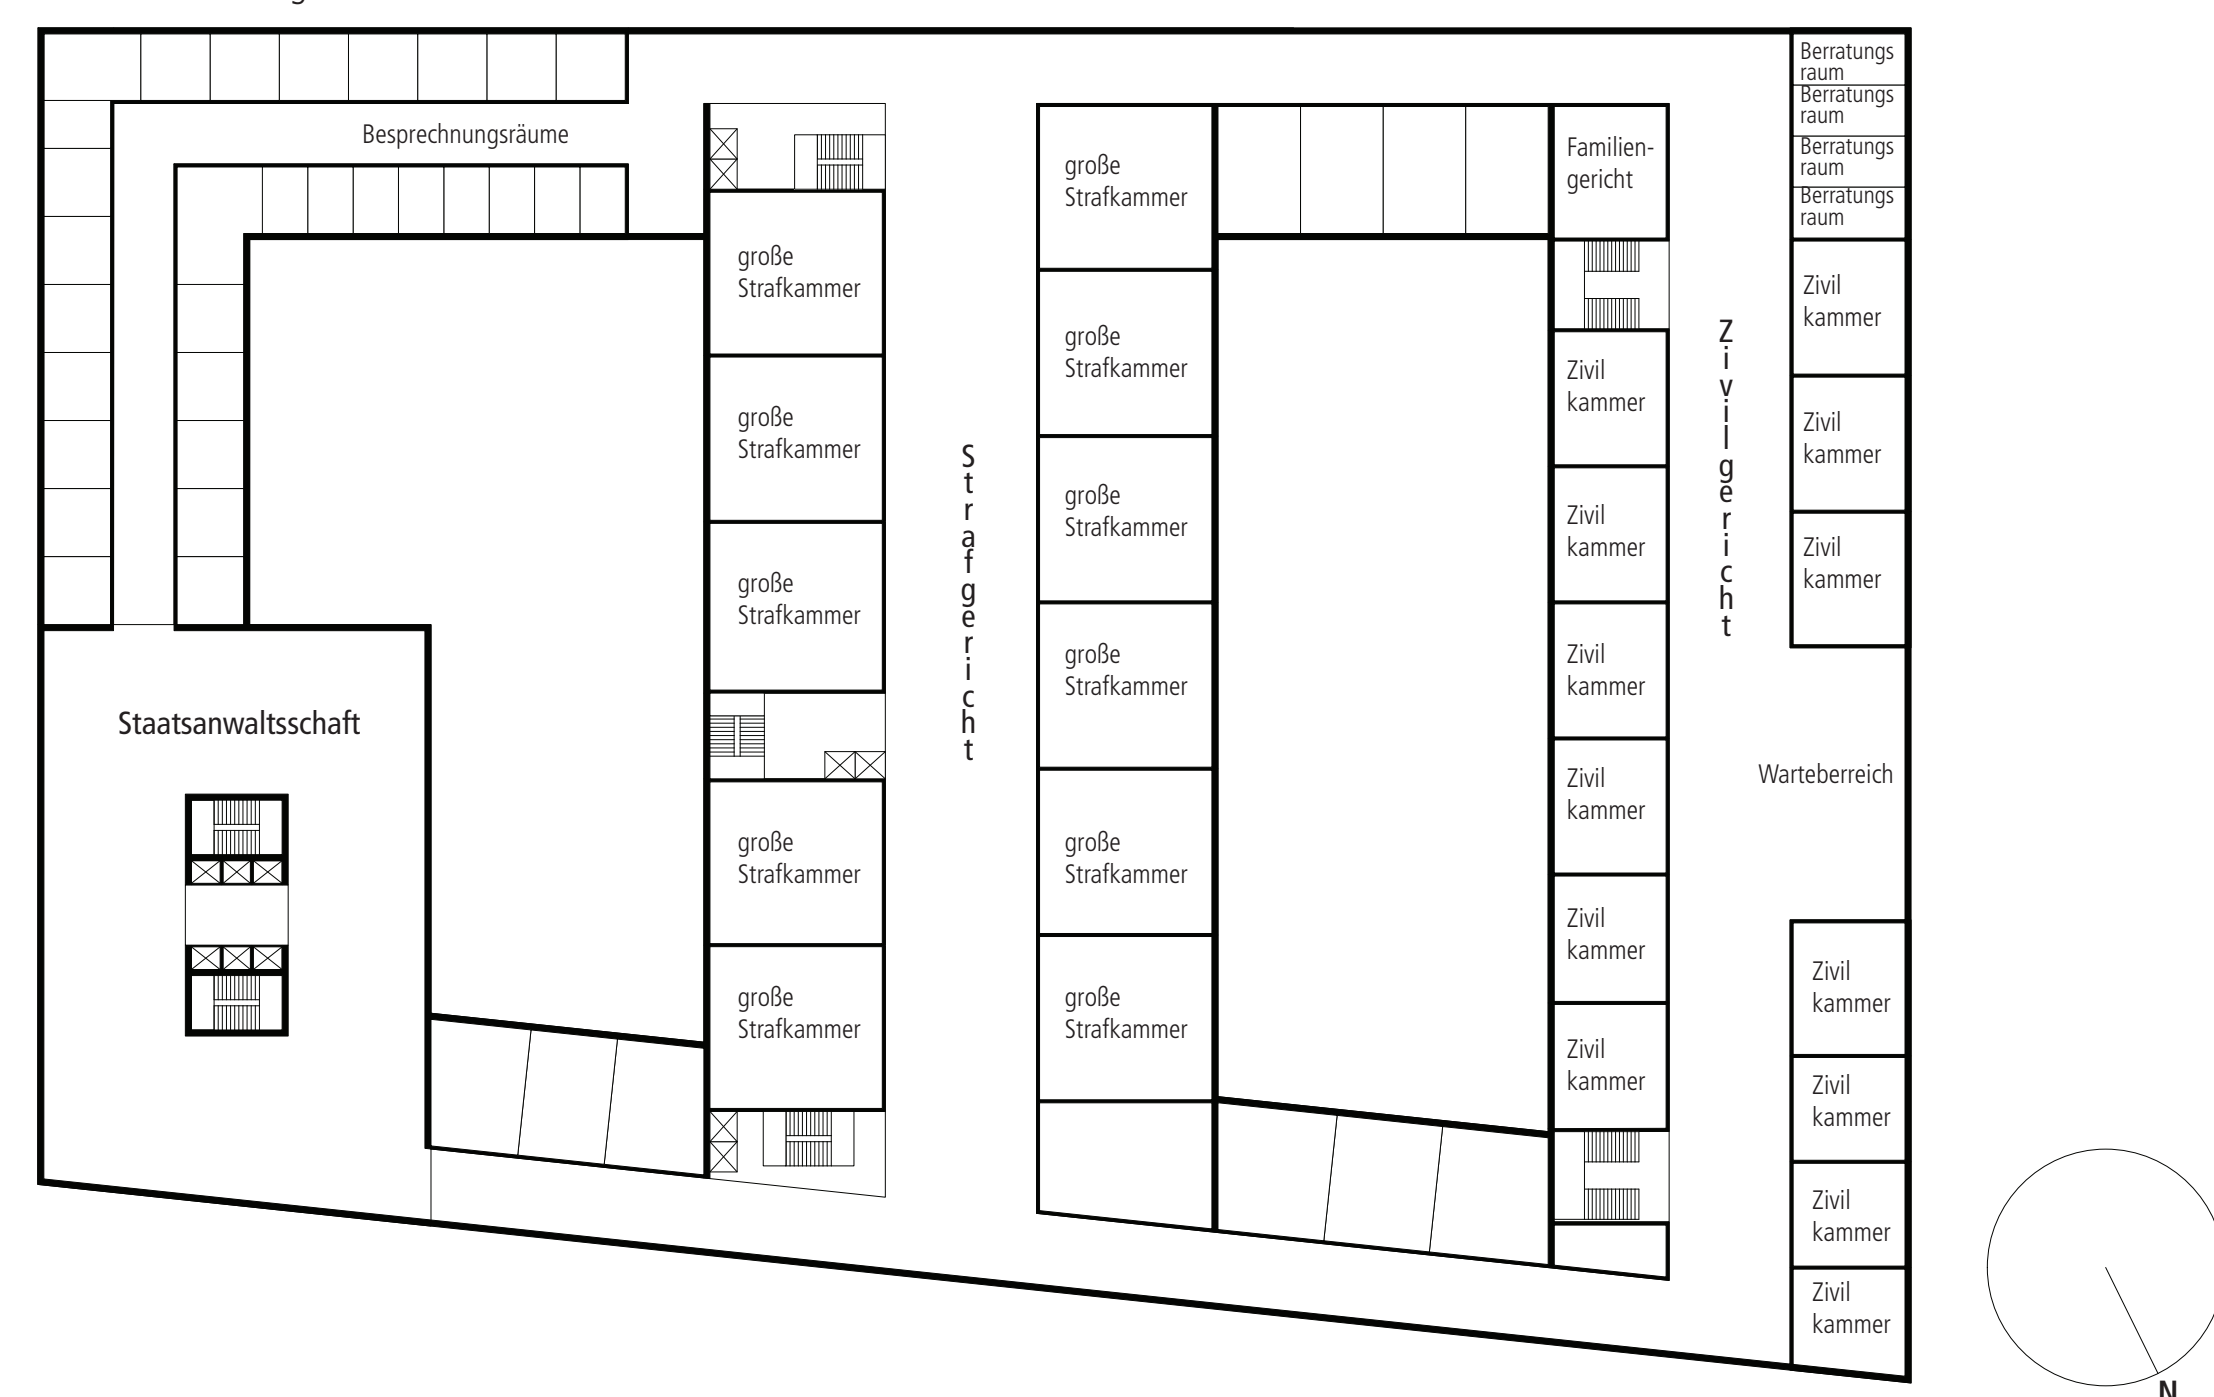 Besprechnungsräume
Staatsanwaltsschaft
große
Strafkammer
große
Strafkammer
große
Strafkammer
große
Strafkammer
große
Strafkammer
Strafgericht
große
Strafkammer
große
Strafkammer
große
Strafkammer
große
Strafkammer
große
Strafkammer
große
Strafkammer
Familien-
gericht
Zivil
kammer
Zivil
kammer
Zivil
kammer
Zivil
kammer
Zivil
kammer
Zivil
kammer
Zivilgericht
Berratungs
raum
Berratungs
raum
Berratungs
raum
Berratungs
raum
Zivil
kammer
Zivil
kammer
Zivil
kammer
Warteberreich
Zivil
kammer
Zivil
kammer
Zivil
kammer
Zivil
kammer
N